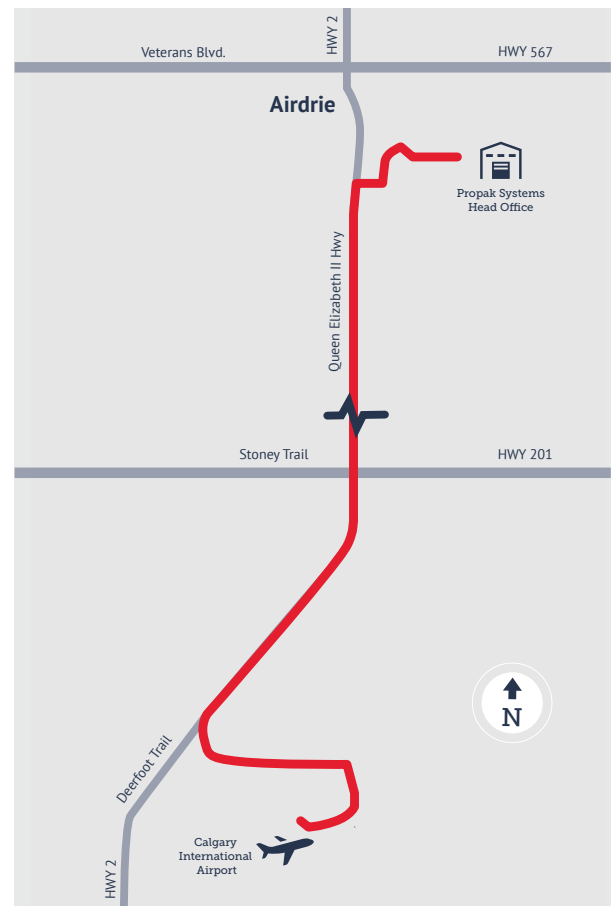 HWY 2
Veterans Blvd.
HWY 567
Airdrie
Propak Systems
Head Office
Queen Elizabeth II Hwy
Stoney Trail
HWY 201
N
Deerfoot Trail
Calgary
International
Airport
HWY 2